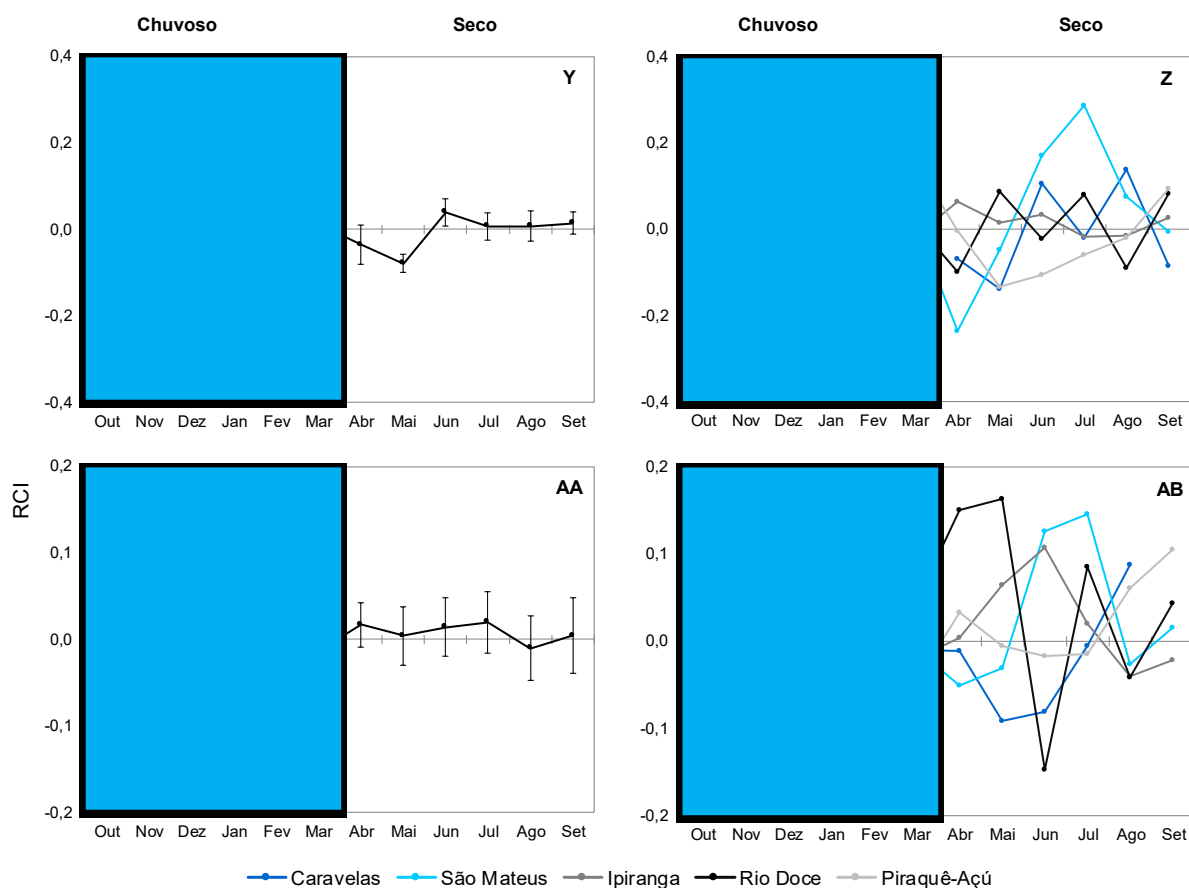 Chuvoso Seco Chuvoso Seco
0,4 Y 0,4 Z
0,2 0,2
0,0 0,0
-0,2 -0,2
-0,4 -0,4
Out Nov Dez Jan Fev Mar Abr Mai Jun Jul Ago Set Out Nov Dez Jan Fev Mar Abr Mai Jun Jul Ago Set
0,2 AA 0,2 AB
0,1 0,1
RCI
0,0 0,0
-0,1 -0,1
-0,2 -0,2
Out Nov Dez Jan Fev Mar Abr Mai Jun Jul Ago Set Out Nov Dez Jan Fev Mar Abr Mai Jun Jul Ago Set
Caravelas São Mateus Ipiranga Rio Doce Piraquê-Açú